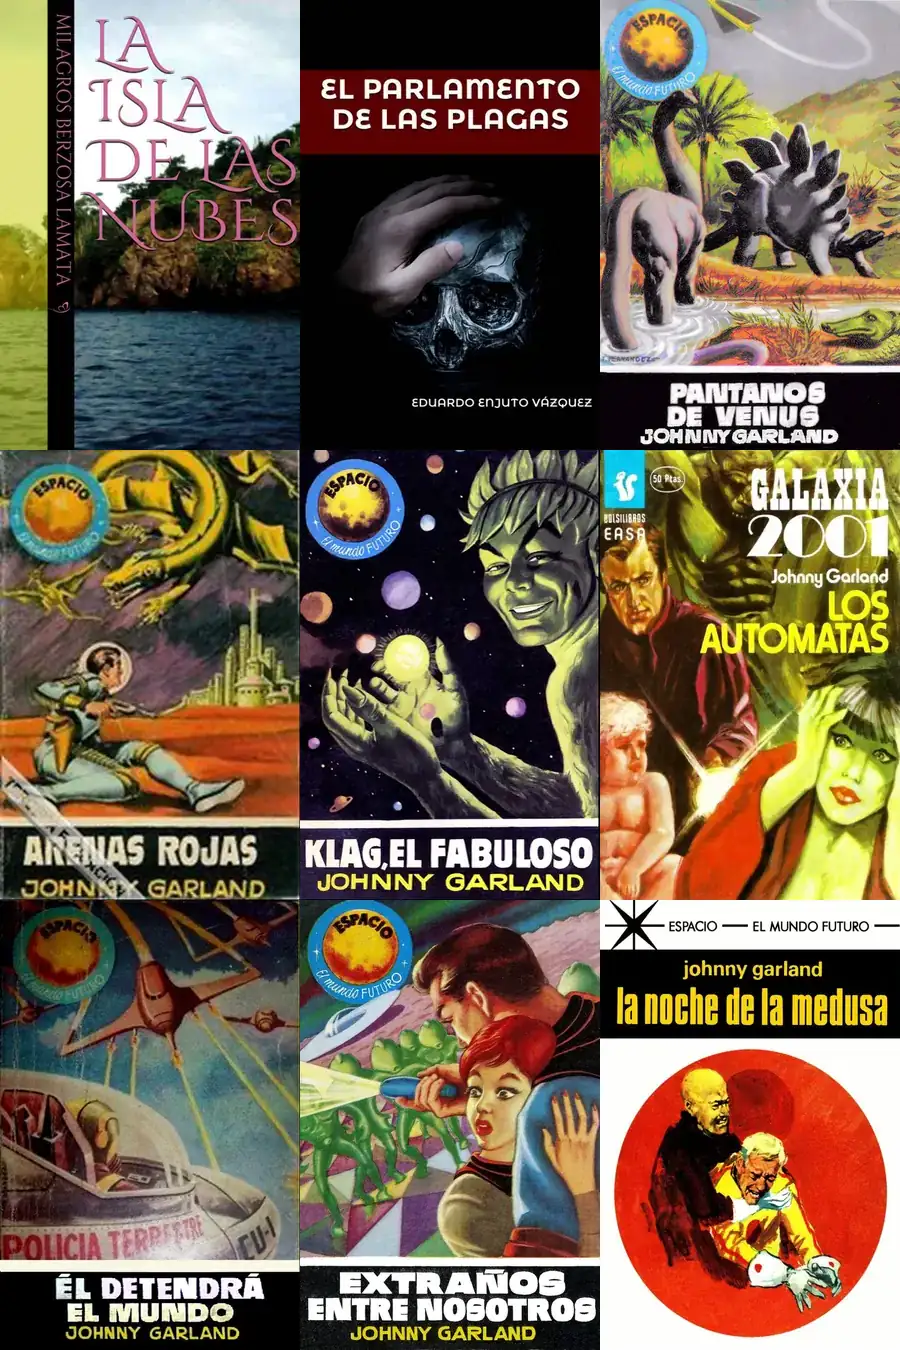 MILAGROS BERZOSA LAMATA
LA
ISLA
DE LAS
NUBES
EL PARLAMENTO
DE LAS PLAGAS
EDUARDO ENJUTO VÁZQUEZ
ESPACIO
El mundo FUTURO
PANTANOS
DE VENUS
JOHNNY GARLAND
ESPACIO
El mundo FUTURO
ARENAS ROJAS
JOHNNY GARLAND
ESPACIO
El mundo FUTURO
KLAG, EL FABULOSO
JOHNNY GARLAND
50 Ptas.
BOLSILIBROS
EASA
GALAXIA
2001
Johnny Garland
LOS
AUTOMATAS
ESPACIO
El mundo FUTURO
POLICIA TERRESTRE
CU-1
ÉL DETENDRÁ
EL MUNDO
JOHNNY GARLAND
ESPACIO
El mundo FUTURO
EXTRAÑOS
ENTRE NOSOTROS
JOHNNY GARLAND
ESPACIO — EL MUNDO FUTURO —
johnny garland
la noche de la medusa